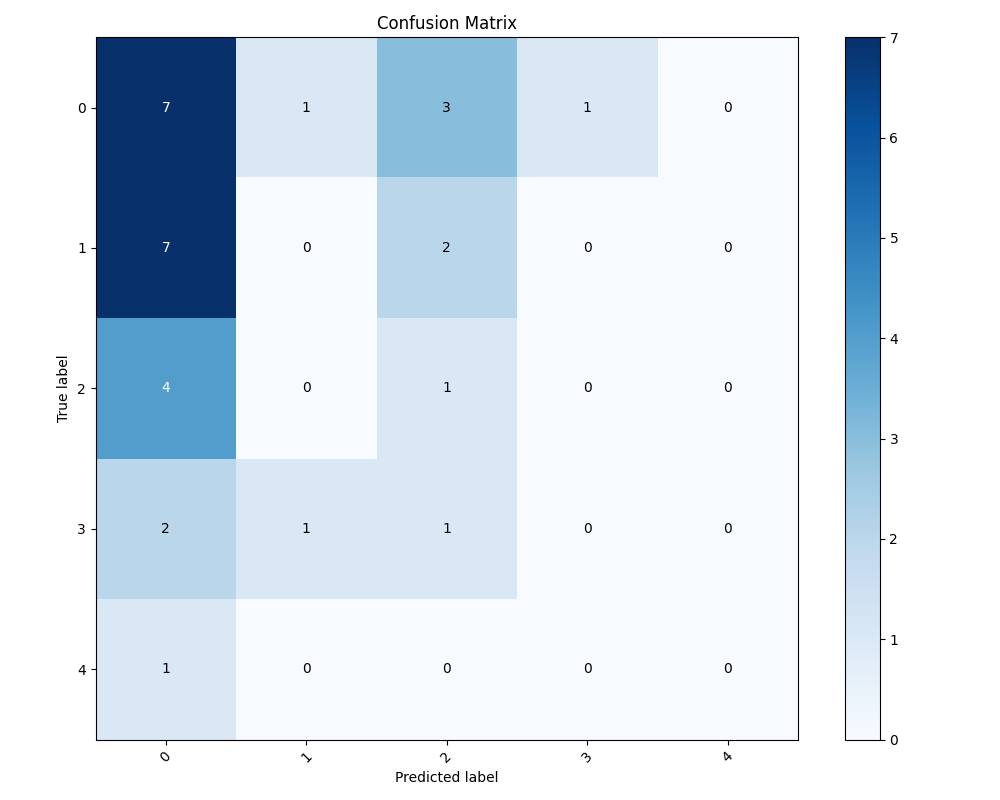 Confusion Matrix
0 7 1 3 1 0
1 7 0 2 0 0
2 4 0 1 0 0
3 2 1 1 0 0
4 1 0 0 0 0
0 1 2 3 4
True label
Predicted label
7
6
5
4
3
2
1
0